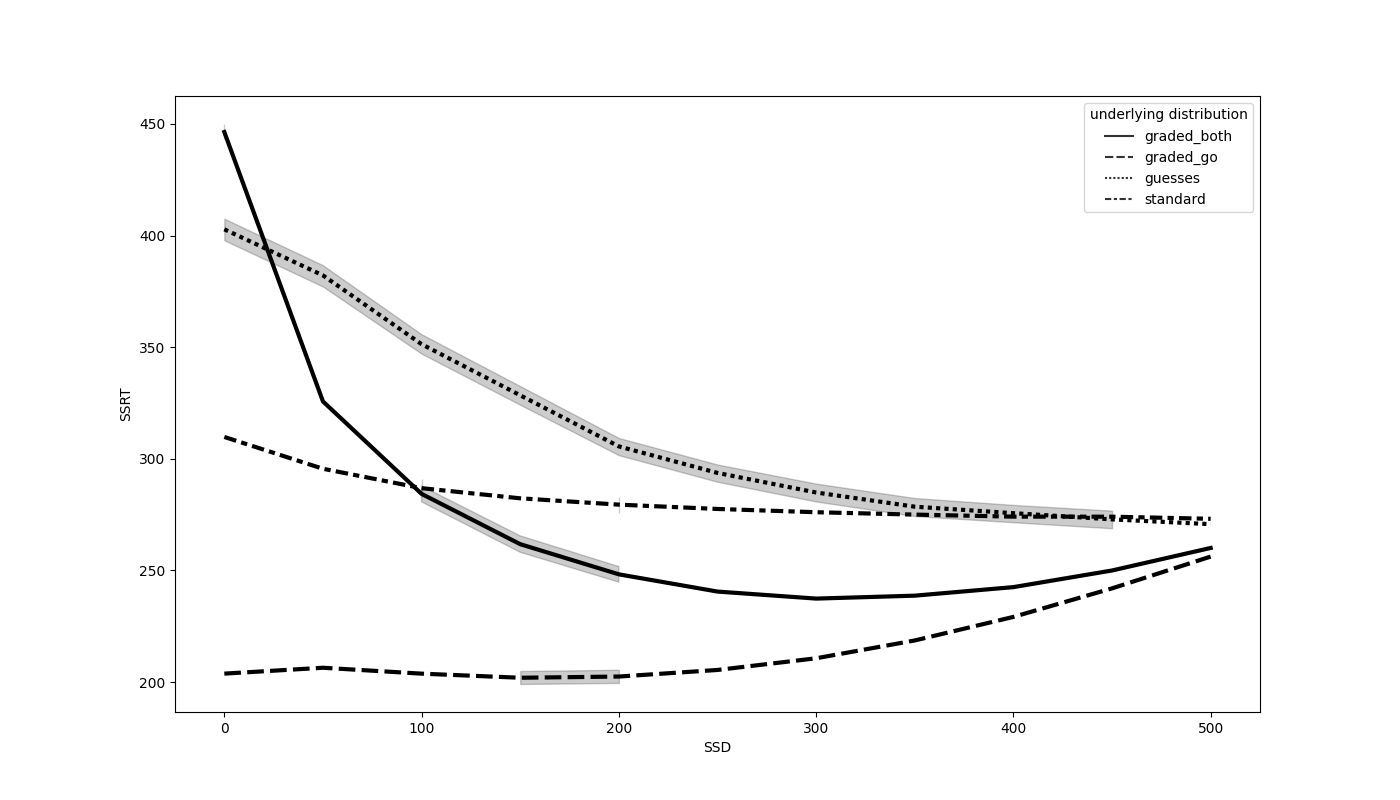 underlying distribution
graded_both
graded_go
guesses
standard
450
400
350
300
250
200
SSRT
0 100 200 300 400 500
SSD